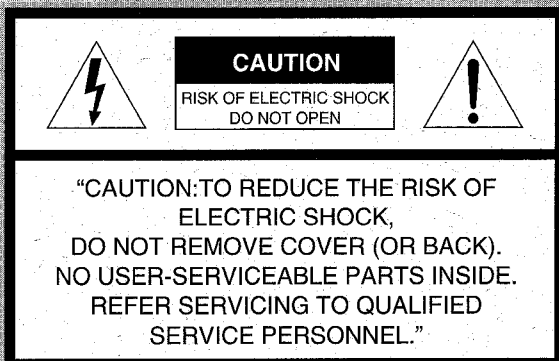 CAUTION
RISK OF ELECTRIC SHOCK
DO NOT OPEN
“CAUTION:TO REDUCE THE RISK OF
ELECTRIC SHOCK,
DO NOT REMOVE COVER (OR BACK).
NO USER-SERVICEABLE PARTS INSIDE.
REFER SERVICING TO QUALIFIED
SERVICE PERSONNEL.”